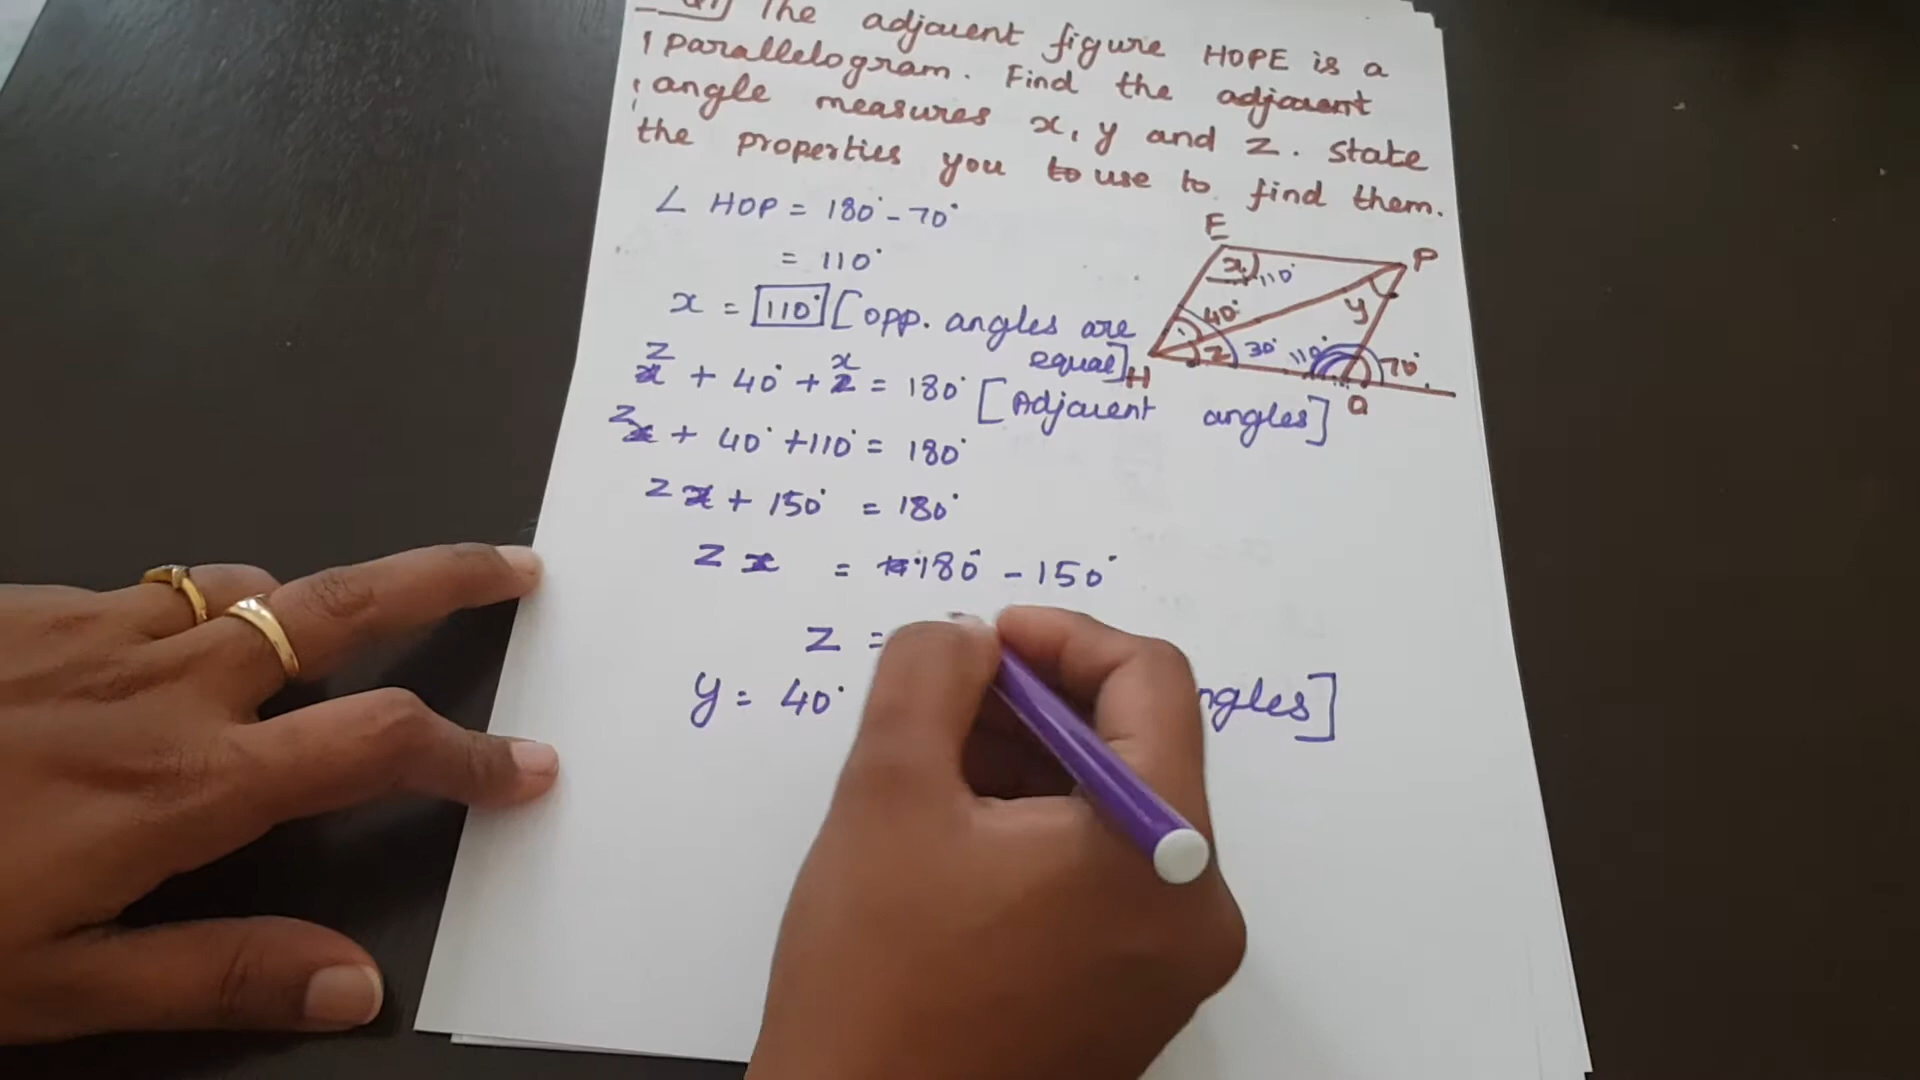 The adjacent figure HOPE is a
parallelogram. Find the adjacent
angle measures x, y and z. State
the properties you to use to find them.
∠ HOP = 180° - 70°
= 110°
x = 110° [opp. angles are
equal]
z + 40° + x = 180° [Adjacent angles]
z + 40° + 110° = 180°
z + 150° = 180°
z = 180° - 150°
z =
y = 40°
ngles]
E
P
x
110°
40°
y
z
30°
110°
70°
H
O